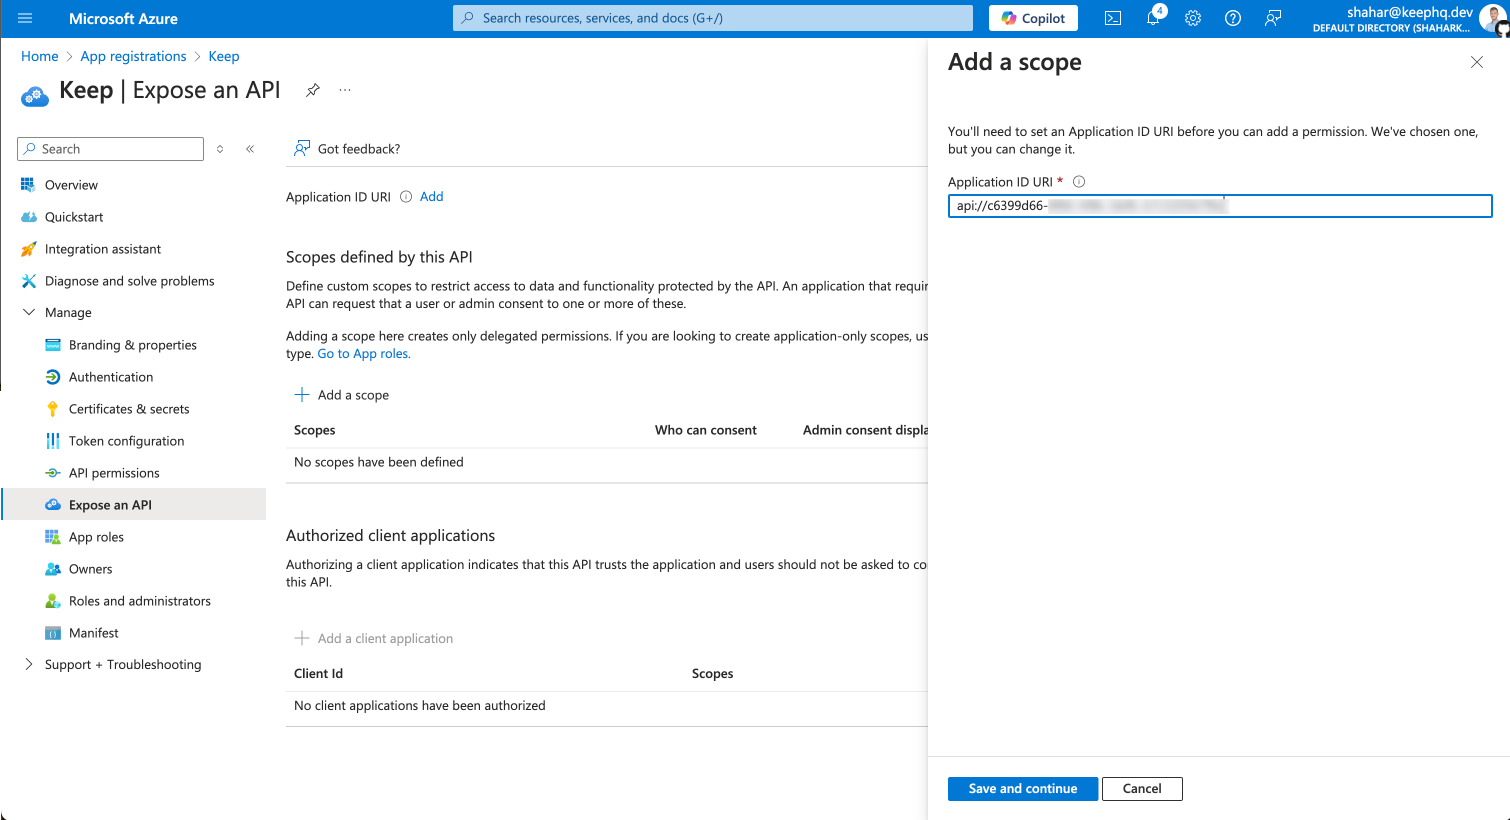 Microsoft Azure
Search resources, services, and docs (G+/)
Copilot
4
shahar@keephq.dev
DEFAULT DIRECTORY (SHAHARK...
Home > App registrations > Keep
Keep | Expose an API
...
Search
Overview
Quickstart
Integration assistant
Diagnose and solve problems
Manage
Branding & properties
Authentication
Certificates & secrets
Token configuration
API permissions
Expose an API
App roles
Owners
Roles and administrators
Manifest
Support + Troubleshooting
Got feedback?
Application ID URI Add
Scopes defined by this API
Define custom scopes to restrict access to data and functionality protected by the API. An application that requir
API can request that a user or admin consent to one or more of these.
Adding a scope here creates only delegated permissions. If you are looking to create application-only scopes, us
type. Go to App roles.
Add a scope
Scopes Who can consent Admin consent displa
No scopes have been defined
Authorized client applications
Authorizing a client application indicates that this API trusts the application and users should not be asked to co
this API.
Add a client application
Client Id Scopes
No client applications have been authorized
Add a scope
You'll need to set an Application ID URI before you can add a permission. We've chosen one,
but you can change it.
Application ID URI *
api://c6399d66-
Save and continue
Cancel